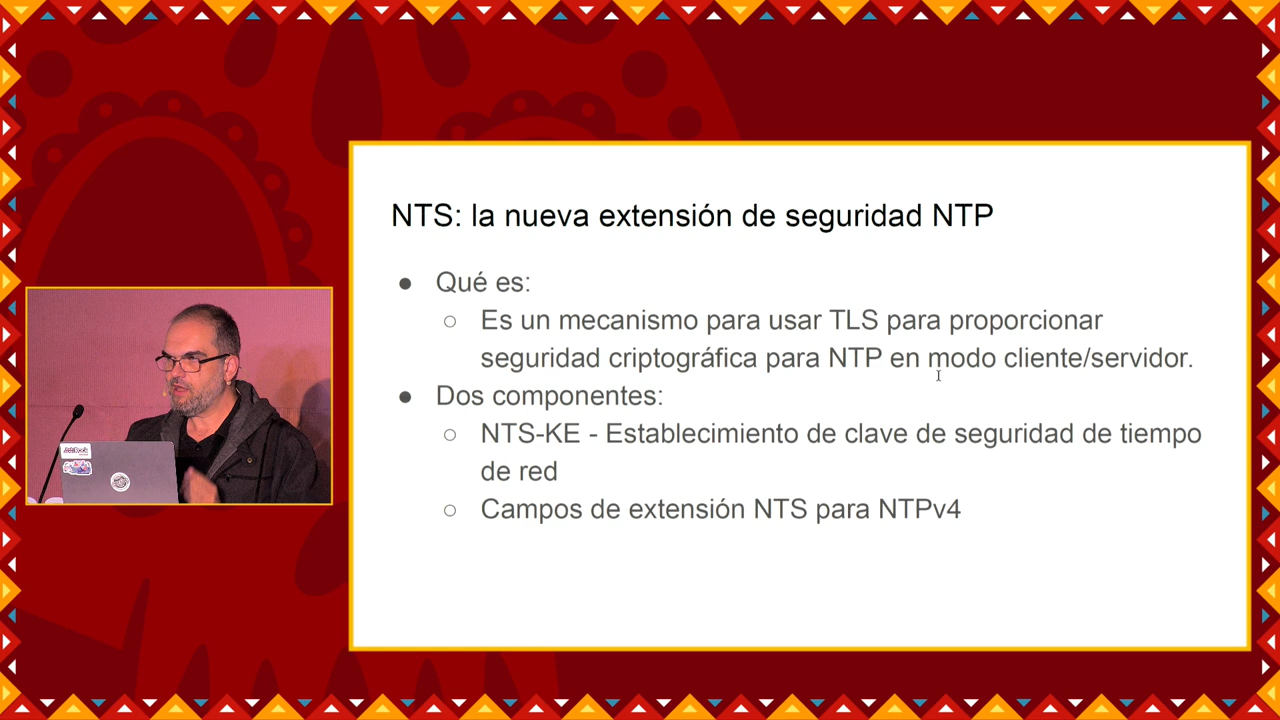 NTS: la nueva extensión de seguridad NTP
● Qué es:
○ Es un mecanismo para usar TLS para proporcionar
seguridad criptográfica para NTP en modo cliente/servidor.
● Dos componentes:
○ NTS-KE - Establecimiento de clave de seguridad de tiempo
de red
○ Campos de extensión NTS para NTPv4